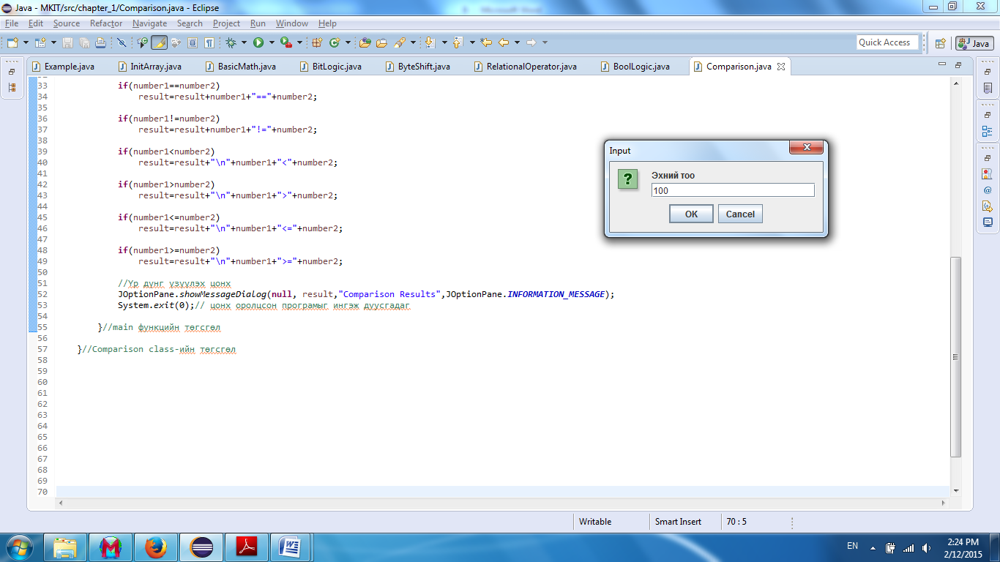 Java - MKIT/src/chapter_1/Comparison.java - Eclipse
File Edit Source Refactor Navigate Search Project Run Window Help
Quick Access Java
Example.java InitArray.java BasicMath.java BitLogic.java ByteShift.java RelationalOperator.java BoolLogic.java Comparison.java
33 if(number1==number2)
34 result=result+number1+"=="+number2;
35
36 if(number1!=number2)
37 result=result+number1+"!="+number2;
38
39 if(number1<number2)
40 result=result+"\n"+number1+"<"+number2;
41
42 if(number1>number2)
43 result=result+"\n"+number1+">"+number2;
44
45 if(number1<=number2)
46 result=result+"\n"+number1+"<="+number2;
47
48 if(number1>=number2)
49 result=result+"\n"+number1+">="+number2;
50
51 //Үр дүнг үзүүлэх цонх
52 JOptionPane.showMessageDialog(null, result,"Comparison Results",JOptionPane.INFORMATION_MESSAGE);
53 System.exit(0);// цонх оролцсон програмыг ингэж дуусгадаг
54
55 }//main функцийн төгсгөл
56
57 }//Comparison class-ийн төгсгөл
58
59
60
61
62
63
64
65
66
67
68
69
70
Input
Эхний тоо
100
OK Cancel
Writable Smart Insert 70 : 5
EN 2:24 PM
2/12/2015